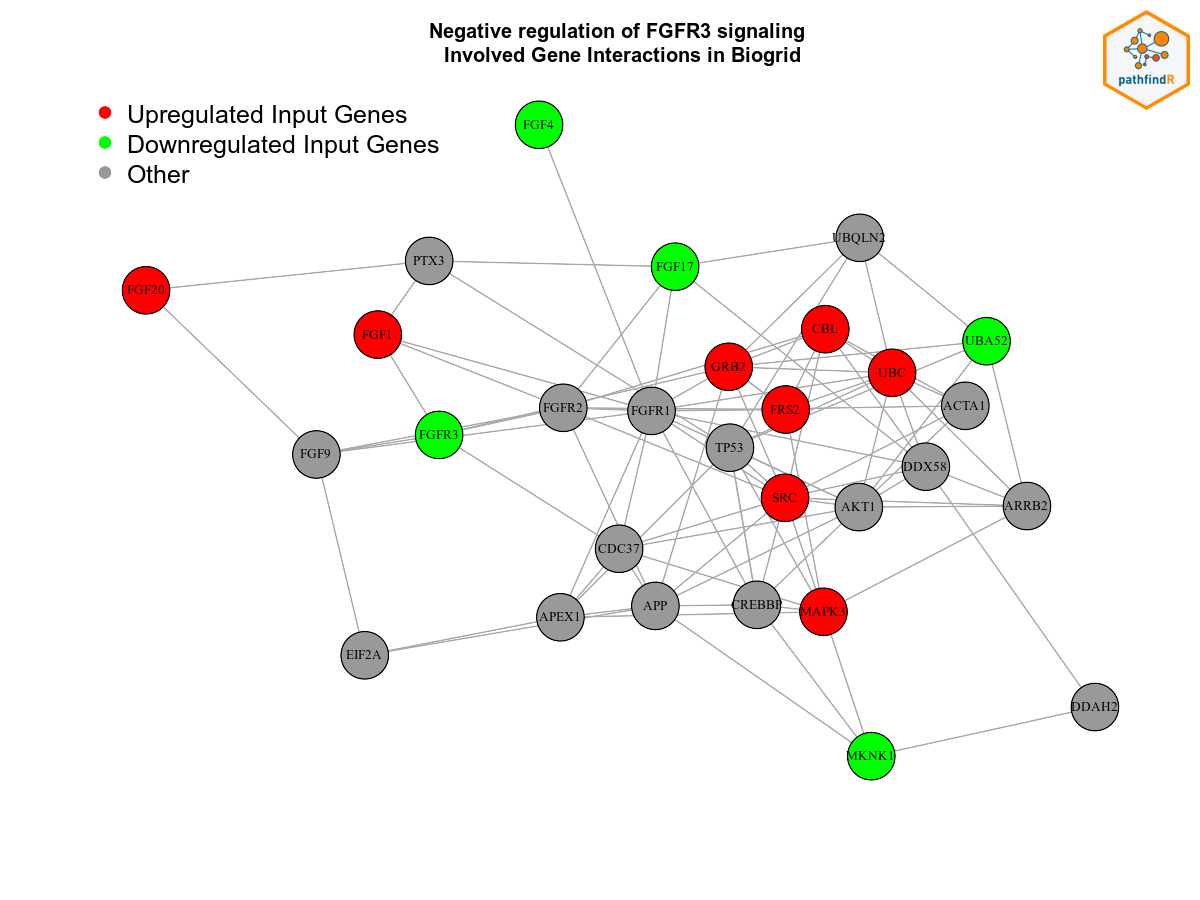 Negative regulation of FGFR3 signaling
Involved Gene Interactions in Biogrid
pathfindR
Upregulated Input Genes
Downregulated Input Genes
Other
FGF4
UBQLN2
PTX3
FGF17
FGF20
CBL
FGF1
UBA52
GRB2
UBC
FGFR2
FGFR1
FRS2
ACTA1
FGFR3
TP53
FGF9
DDX58
SRC
AKT1
ARRB2
CDC37
APEX1
APP
CREBBP
MAPK3
EIF2A
DDAH2
MKNK1